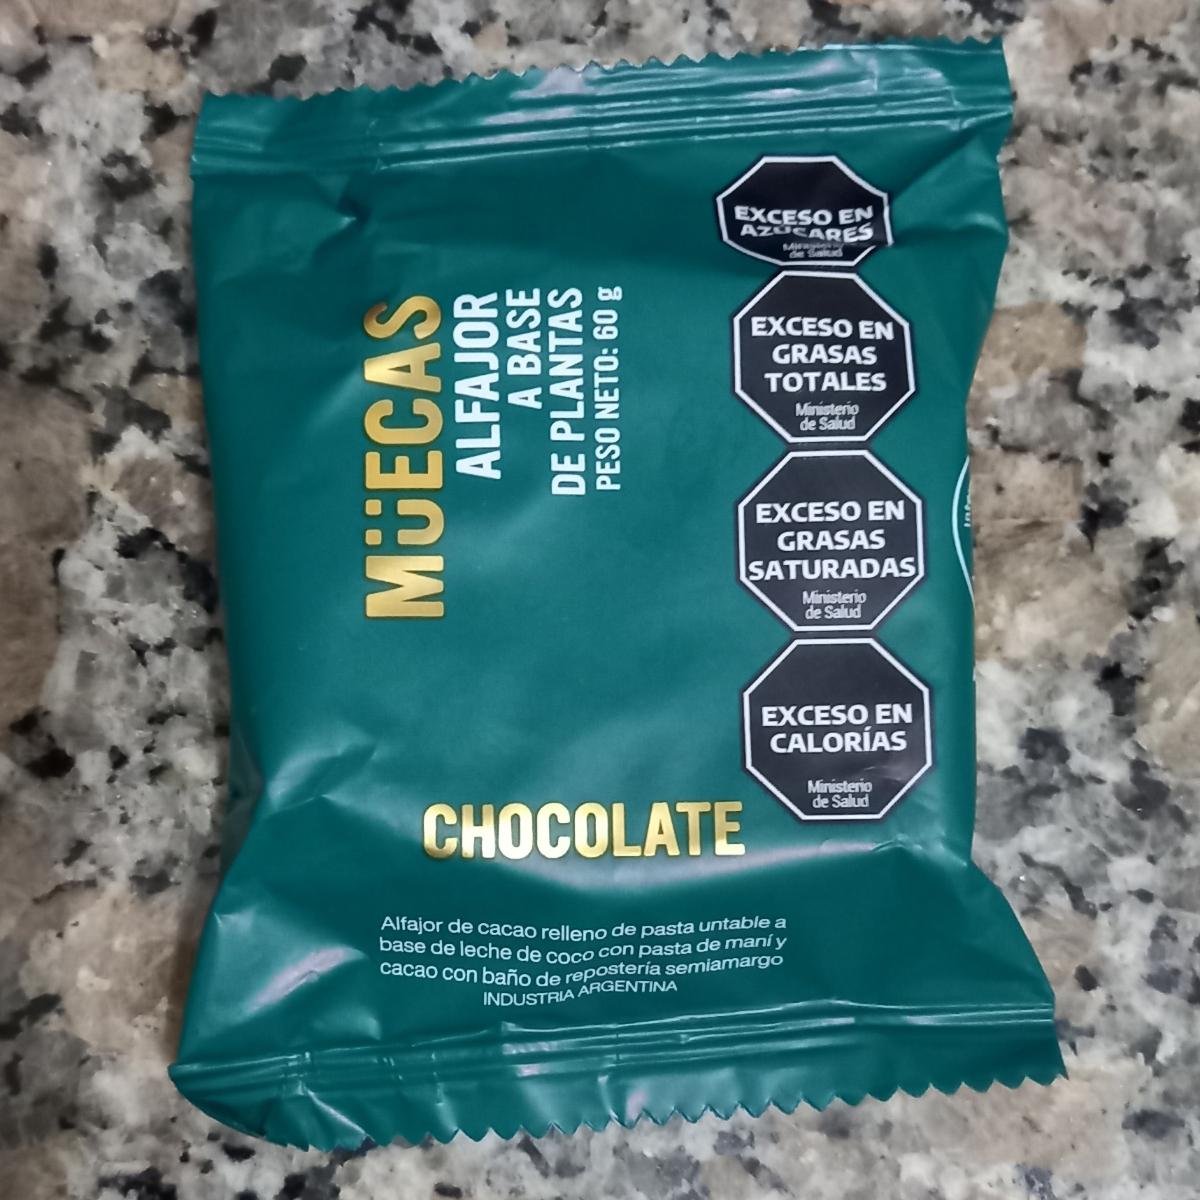 MÜECAS
ALFAJOR
A BASE
DE PLANTAS
PESO NETO: 60 g
EXCESO EN
AZÚCARES
Ministerio
de Salud
EXCESO EN
GRASAS
TOTALES
Ministerio
de Salud
EXCESO EN
GRASAS
SATURADAS
Ministerio
de Salud
EXCESO EN
CALORÍAS
Ministerio
de Salud
CHOCOLATE
Alfajor de cacao relleno de pasta untable a
base de leche de coco con pasta de maní y
cacao con baño de repostería semiamargo
INDUSTRIA ARGENTINA